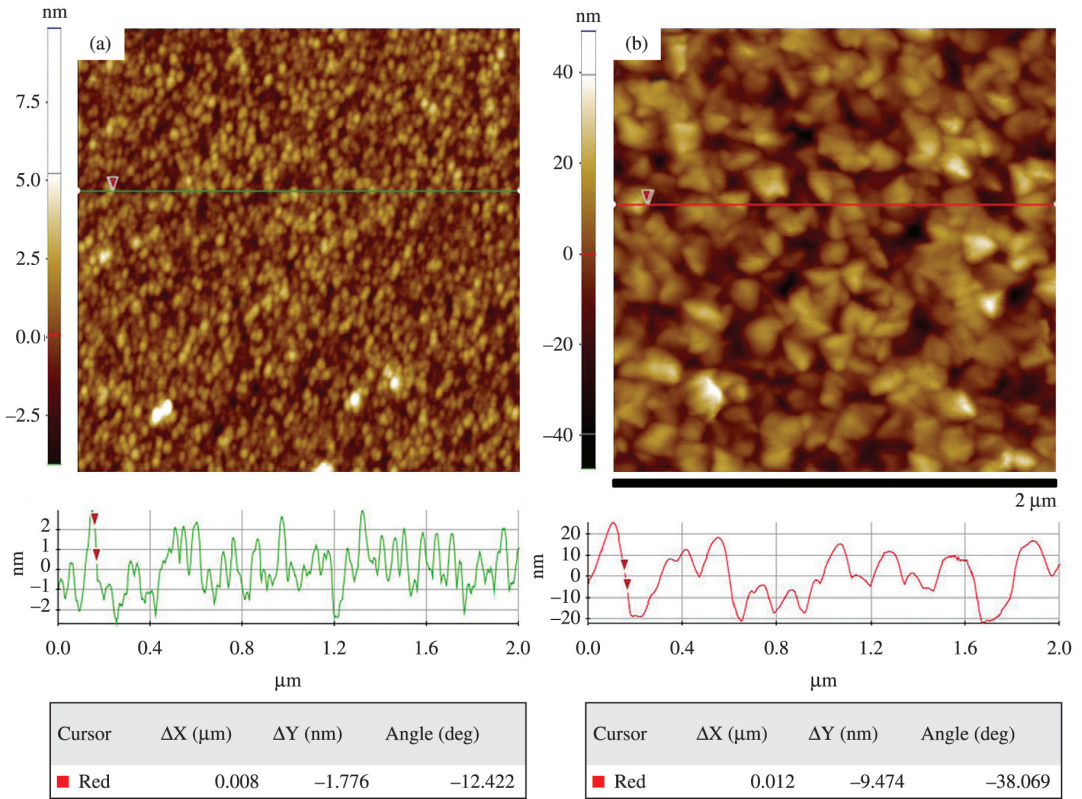 nm
(a)
7.5
5.0
2.5
0.0
–2.5
nm
(b)
40
20
0
–20
–40
2 μm
nm
2
1
0
–1
–2
0.0 0.4 0.8 1.2 1.6 2.0
μm
nm
20
10
0
–10
–20
0.0 0.4 0.8 1.2 1.6 2.0
μm
Cursor ΔX (μm) ΔY (nm) Angle (deg)
Red 0.008 –1.776 –12.422
Cursor ΔX (μm) ΔY (nm) Angle (deg)
Red 0.012 –9.474 –38.069